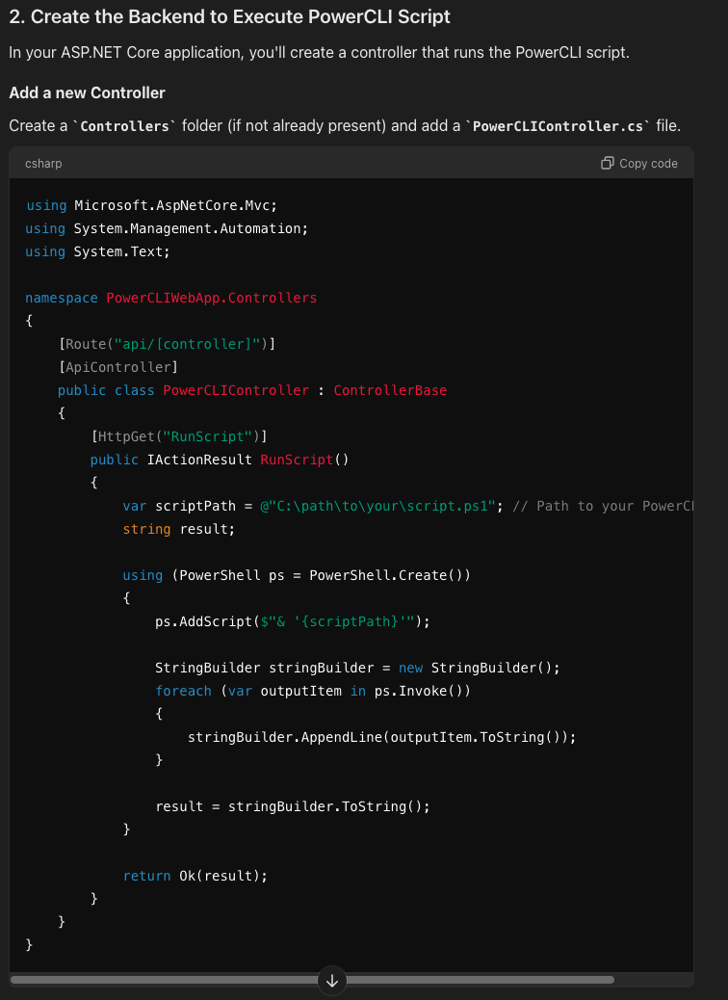 2. Create the Backend to Execute PowerCLI Script
In your ASP.NET Core application, you'll create a controller that runs the PowerCLI script.
Add a new Controller
Create a `Controllers` folder (if not already present) and add a `PowerCLIController.cs` file.
csharp
Copy code
using Microsoft.AspNetCore.Mvc;
using System.Management.Automation;
using System.Text;
namespace PowerCLIWebApp.Controllers
{
    [Route("api/[controller]")]
    [ApiController]
    public class PowerCLIController : ControllerBase
    {
        [HttpGet("RunScript")]
        public IActionResult RunScript()
        {
            var scriptPath = @"C:\path\to\your\script.ps1"; // Path to your
            string result;
            using (PowerShell ps = PowerShell.Create())
            {
                ps.AddScript($"& '{scriptPath}'");
                StringBuilder stringBuilder = new StringBuilder();
                foreach (var outputItem in ps.Invoke())
                {
                    stringBuilder.AppendLine(outputItem.ToString());
                }
                result = stringBuilder.ToString();
            }
            return Ok(result);
        }
    }
}